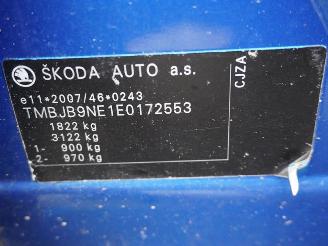 ŠKODA AUTO a.s.
e11*2007/46*0243
TMBJB9NE1E0172553
1822 kg
3122 kg
1- 900 kg
2- 970 kg
CJZA